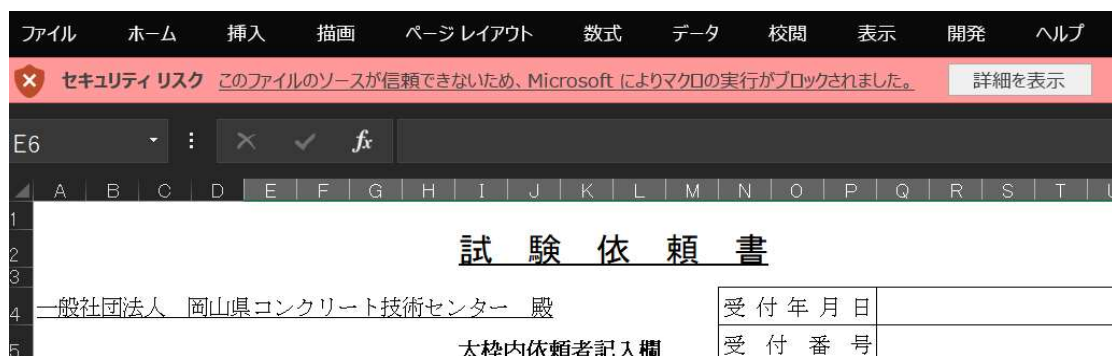 ファイル ホーム 挿入 描画 ページ レイアウト 数式 データ 校閲 表示 開発 ヘルプ
セキュリティ リスク このファイルのソースが信頼できないため、Microsoft によりマクロの実行がブロックされました。 詳細を表示
E6 fx
A B C D E F G H I J K L M N O P Q R S T
1
2 試 験 依 頼 書
3
4 一般社団法人 岡山県コンクリート技術センター 殿 受付年月日
5 太枠内依頼者記入欄 受付番号